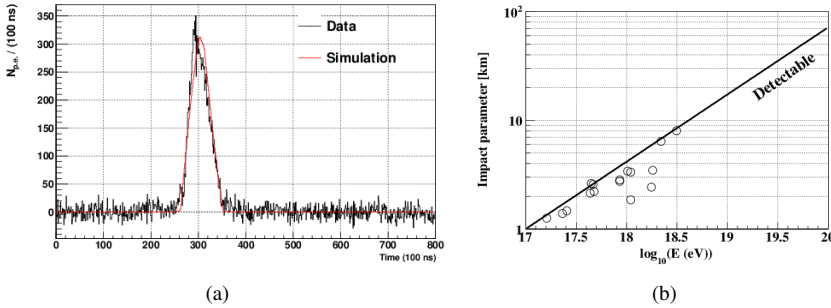 N_p.e. / (100 ns)
350
300
250
200
150
100
50
0
Data
Simulation
0 100 200 300 400 500 600 700 800
Time (100 ns)
(a)
Impact parameter [km]
10²
10
1
Detectable
17 17.5 18 18.5 19 19.5 20
log₁₀(E (eV))
(b)